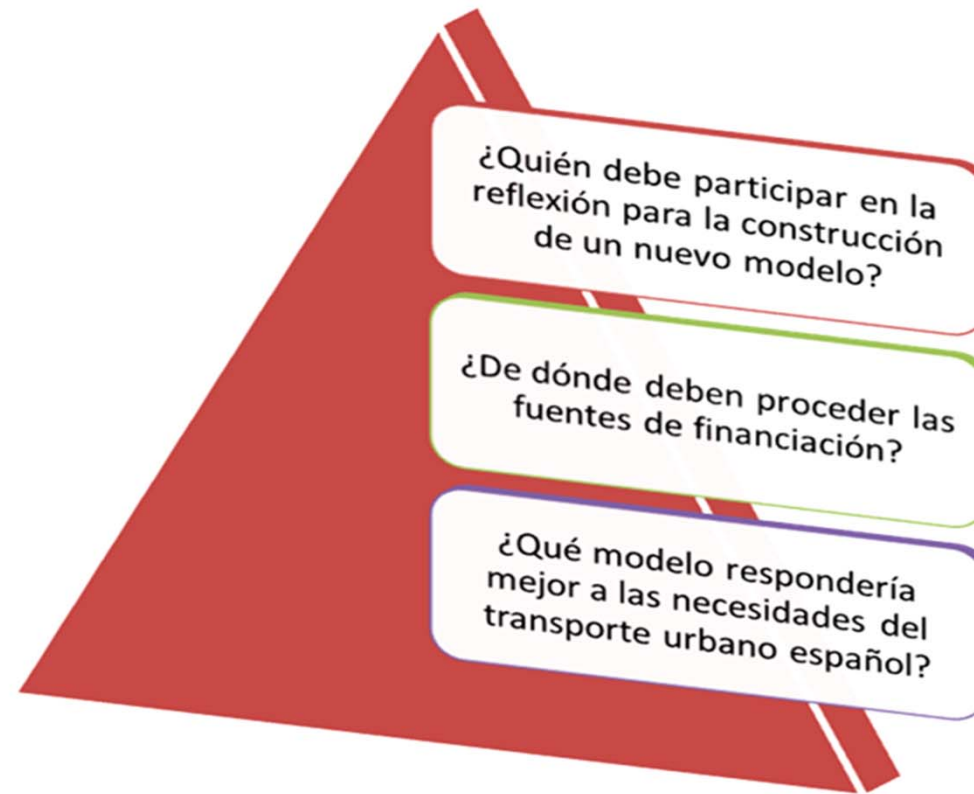 ¿Quién debe participar en la
reflexión para la construcción
de un nuevo modelo?
¿De dónde deben proceder las
fuentes de financiación?
¿Qué modelo respondería
mejor a las necesidades del
transporte urbano español?